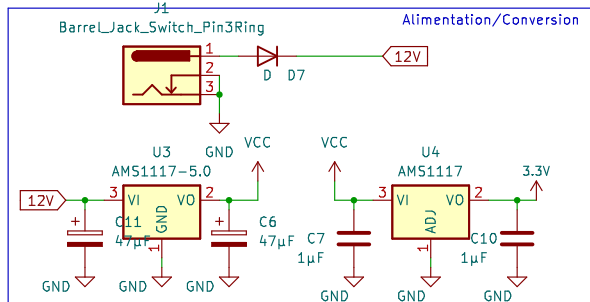 J1
Alimentation/Conversion
Barrel_Jack_Switch_Pin3Ring
1
2
3
D D7
12V
GND
U3
AMS1117-5.0
VCC
12V
3 VI VO 2
GND
1
+ C11
47µF
+ C6
47µF
GND
GND
GND
VCC
U4
AMS1117
3.3V
3 VI VO 2
ADJ
1
C7
1µF
C10
1µF
GND
GND
GND